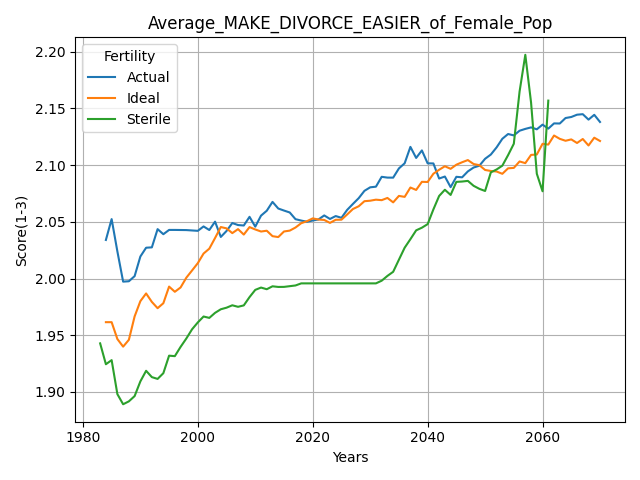 Average_MAKE_DIVORCE_EASIER_of_Female_Pop
Fertility
Actual
Ideal
Sterile
Score(1-3)
2.20
2.15
2.10
2.05
2.00
1.95
1.90
1980
2000
2020
2040
2060
Years